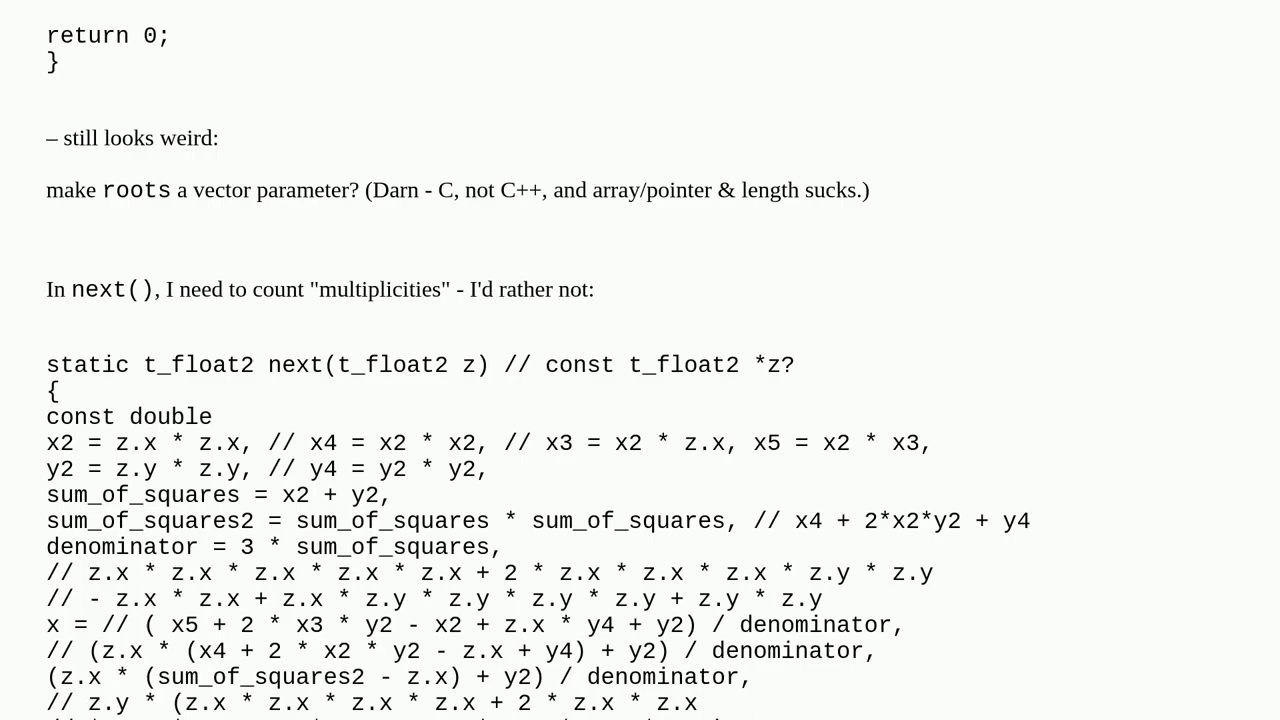 return 0;
}
– still looks weird:
make roots a vector parameter? (Darn - C, not C++, and array/pointer & length sucks.)
In next(), I need to count "multiplicities" - I'd rather not:
static t_float2 next(t_float2 z) // const t_float2 *z?
{
const double
x2 = z.x * z.x, // x4 = x2 * x2, // x3 = x2 * z.x, x5 = x2 * x3,
y2 = z.y * z.y, // y4 = y2 * y2,
sum_of_squares = x2 + y2,
sum_of_squares2 = sum_of_squares * sum_of_squares, // x4 + 2*x2*y2 + y4
denominator = 3 * sum_of_squares,
// z.x * z.x * z.x * z.x * z.x + 2 * z.x * z.x * z.x * z.y * z.y
// - z.x * z.x + z.x * z.y * z.y * z.y * z.y + z.y * z.y
x = // ( x5 + 2 * x3 * y2 - x2 + z.x * y4 + y2) / denominator,
// (z.x * (x4 + 2 * x2 * y2 - z.x + y4) + y2) / denominator,
(z.x * (sum_of_squares2 - z.x) + y2) / denominator,
// z.y * (z.x * z.x * z.x * z.x + 2 * z.x * z.x